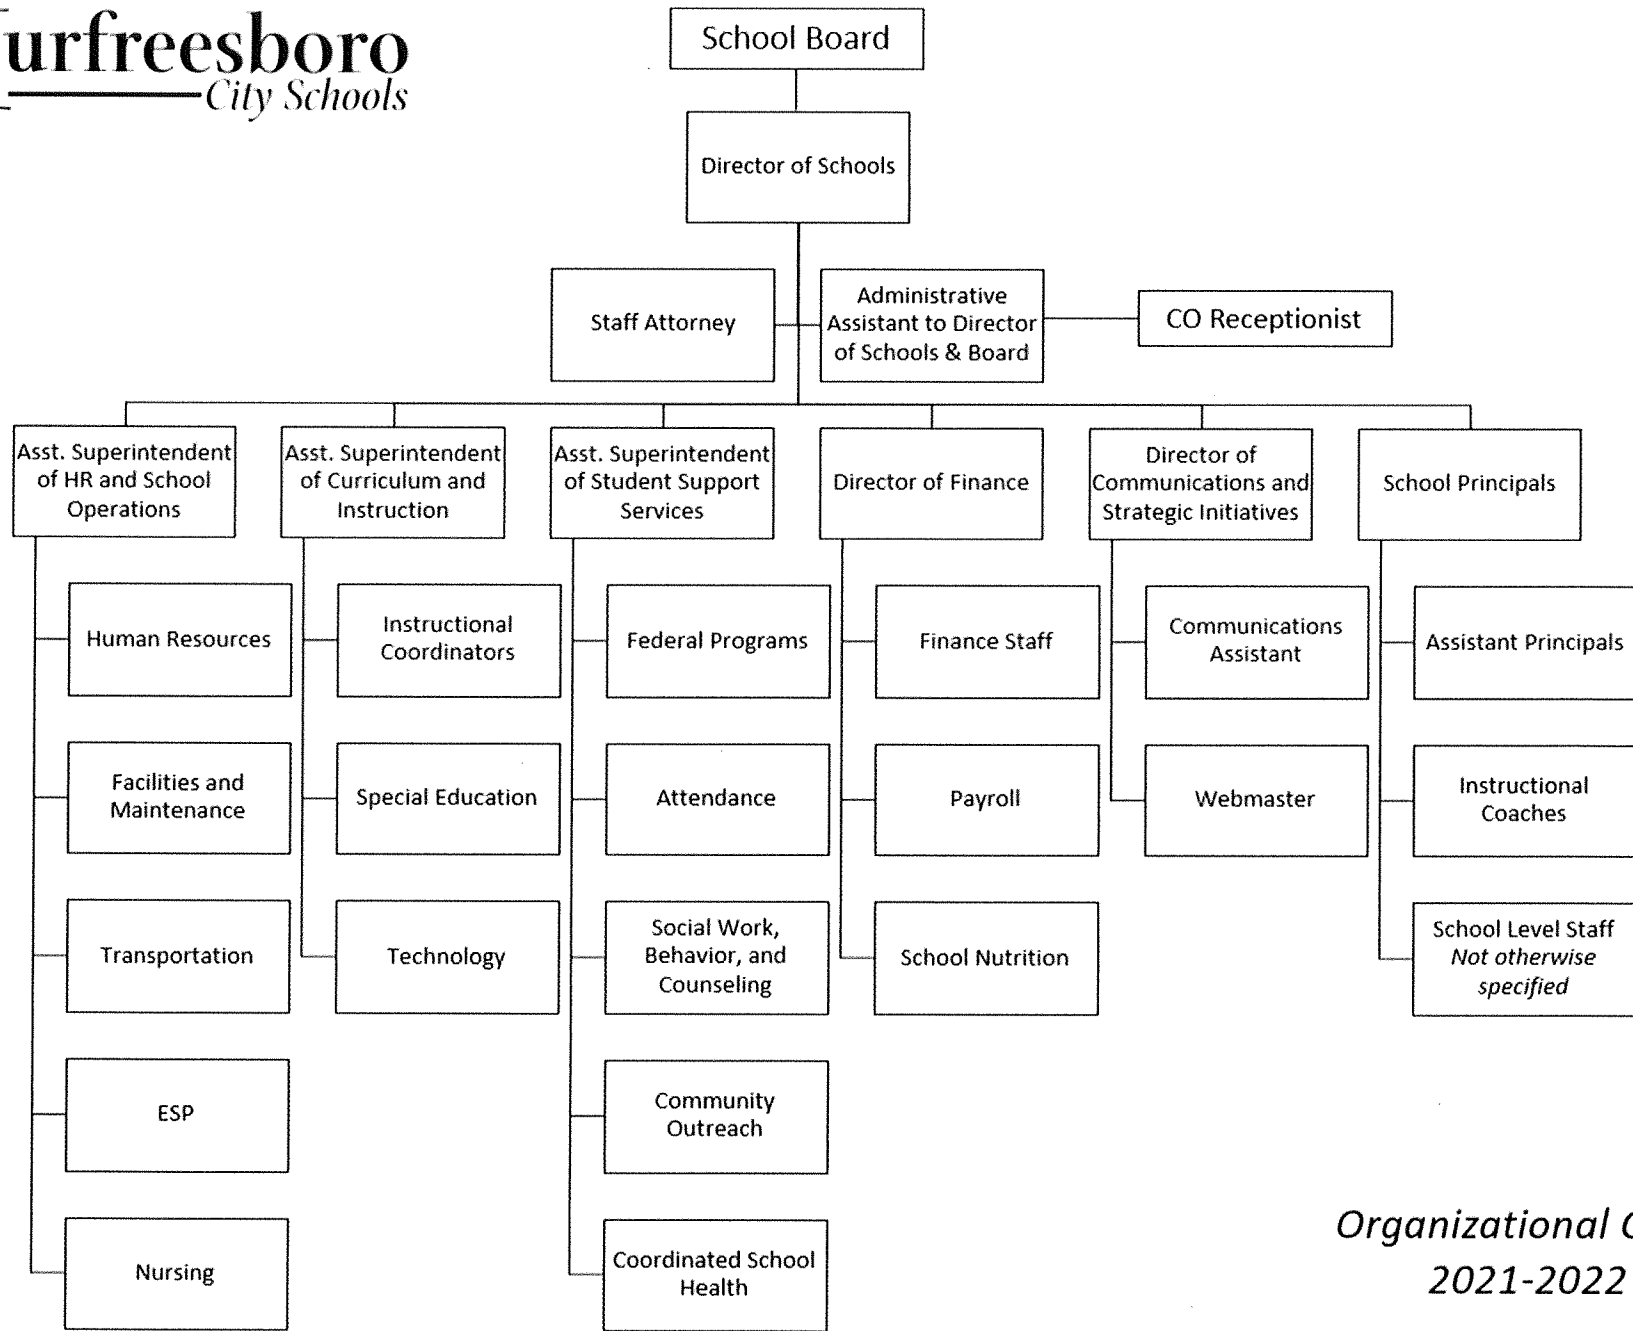 urfreesboro
City Schools
School Board
Director of Schools
Staff Attorney
Administrative
Assistant to Director
of Schools & Board
CO Receptionist
Asst. Superintendent
of HR and School
Operations
Asst. Superintendent
of Curriculum and
Instruction
Asst. Superintendent
of Student Support
Services
Director of Finance
Director of
Communications and
Strategic Initiatives
School Principals
Human Resources
Instructional
Coordinators
Federal Programs
Finance Staff
Communications
Assistant
Assistant Principals
Facilities and
Maintenance
Special Education
Attendance
Payroll
Webmaster
Instructional
Coaches
Transportation
Technology
Social Work,
Behavior, and
Counseling
School Nutrition
School Level Staff
Not otherwise
specified
ESP
Community
Outreach
Nursing
Coordinated School
Health
Organizational
2021-2022